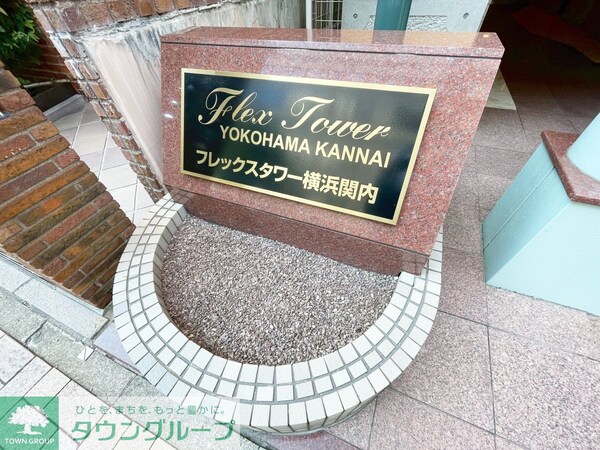 Flex Tower
YOKOHAMA KANNAI
フレックスタワー横浜関内
ひとを、まちを、もっと豊かに。
タウングループ
TOWN GROUP